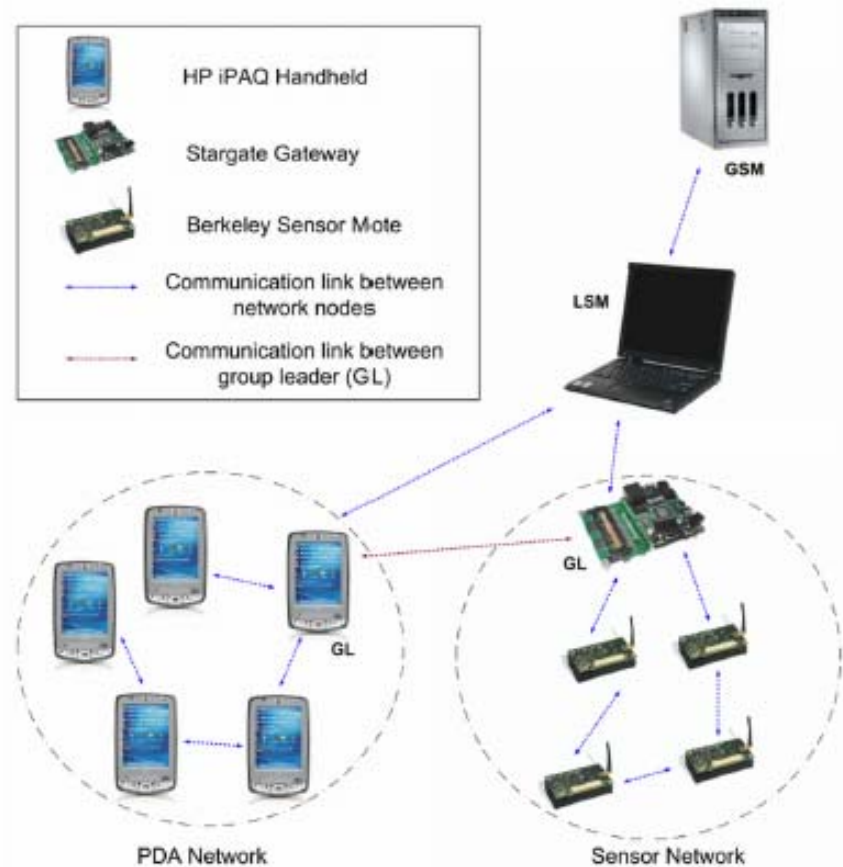 HP iPAQ Handheld
Stargate Gateway
Berkeley Sensor Mote
Communication link between
network nodes
Communication link between
group leader (GL)
GSM
LSM
GL
GL
PDA Network
Sensor Network